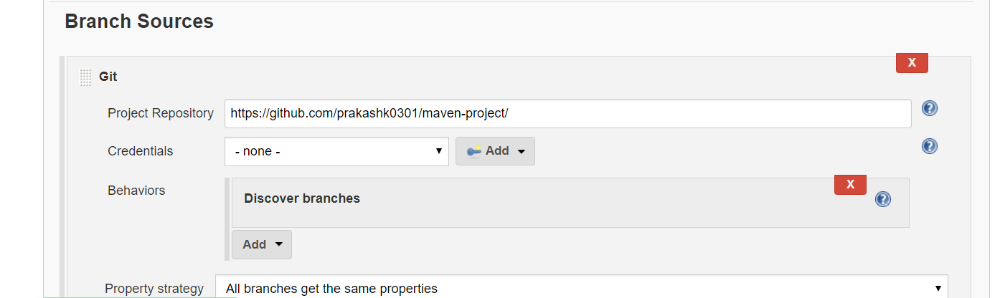 Branch Sources
X
Git
Project Repository https://github.com/prakashk0301/maven-project/ ?
Credentials - none - Add ?
Behaviors
X
Discover branches ?
Add
Property strategy All branches get the same properties